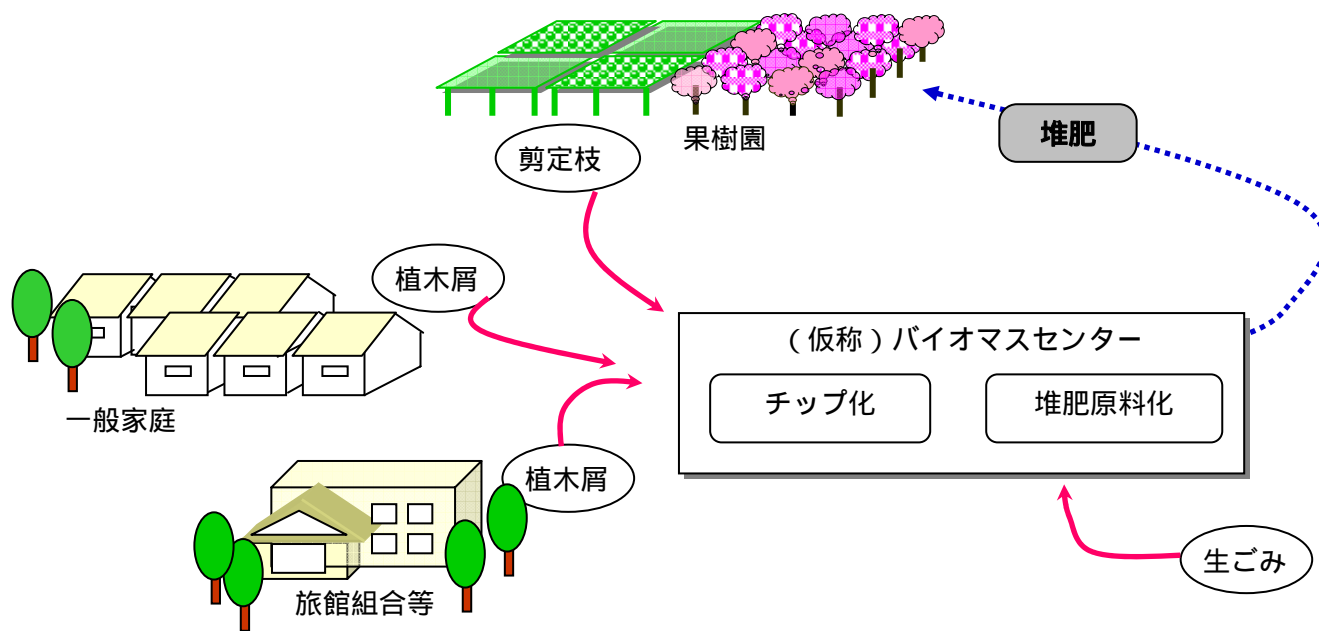 果樹園
堆肥
剪定枝
植木屑
一般家庭
(仮称)バイオマスセンター
チップ化
堆肥原料化
植木屑
旅館組合等
生ごみ